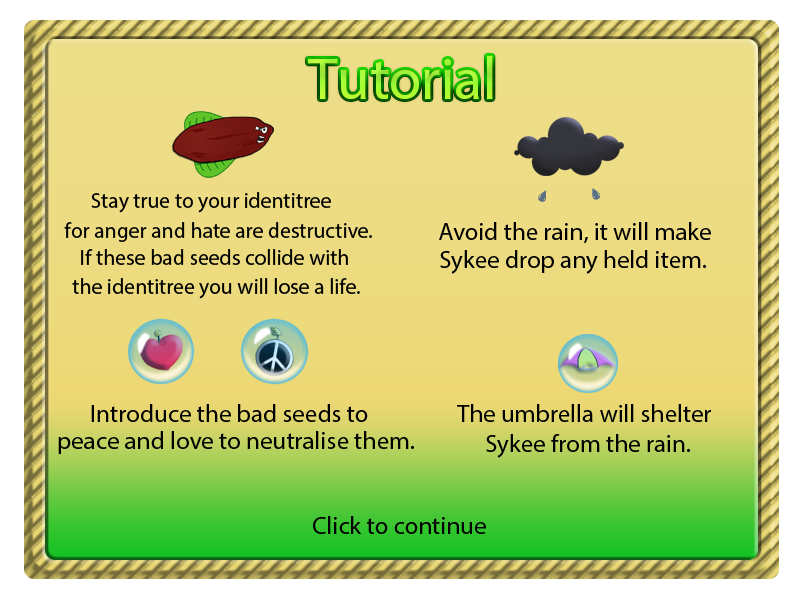 Tutorial
Stay true to your identitree
for anger and hate are destructive.
If these bad seeds collide with
the identitree you will lose a life.
Avoid the rain, it will make
Sykee drop any held item.
Introduce the bad seeds to
peace and love to neutralise them.
The umbrella will shelter
Sykee from the rain.
Click to continue